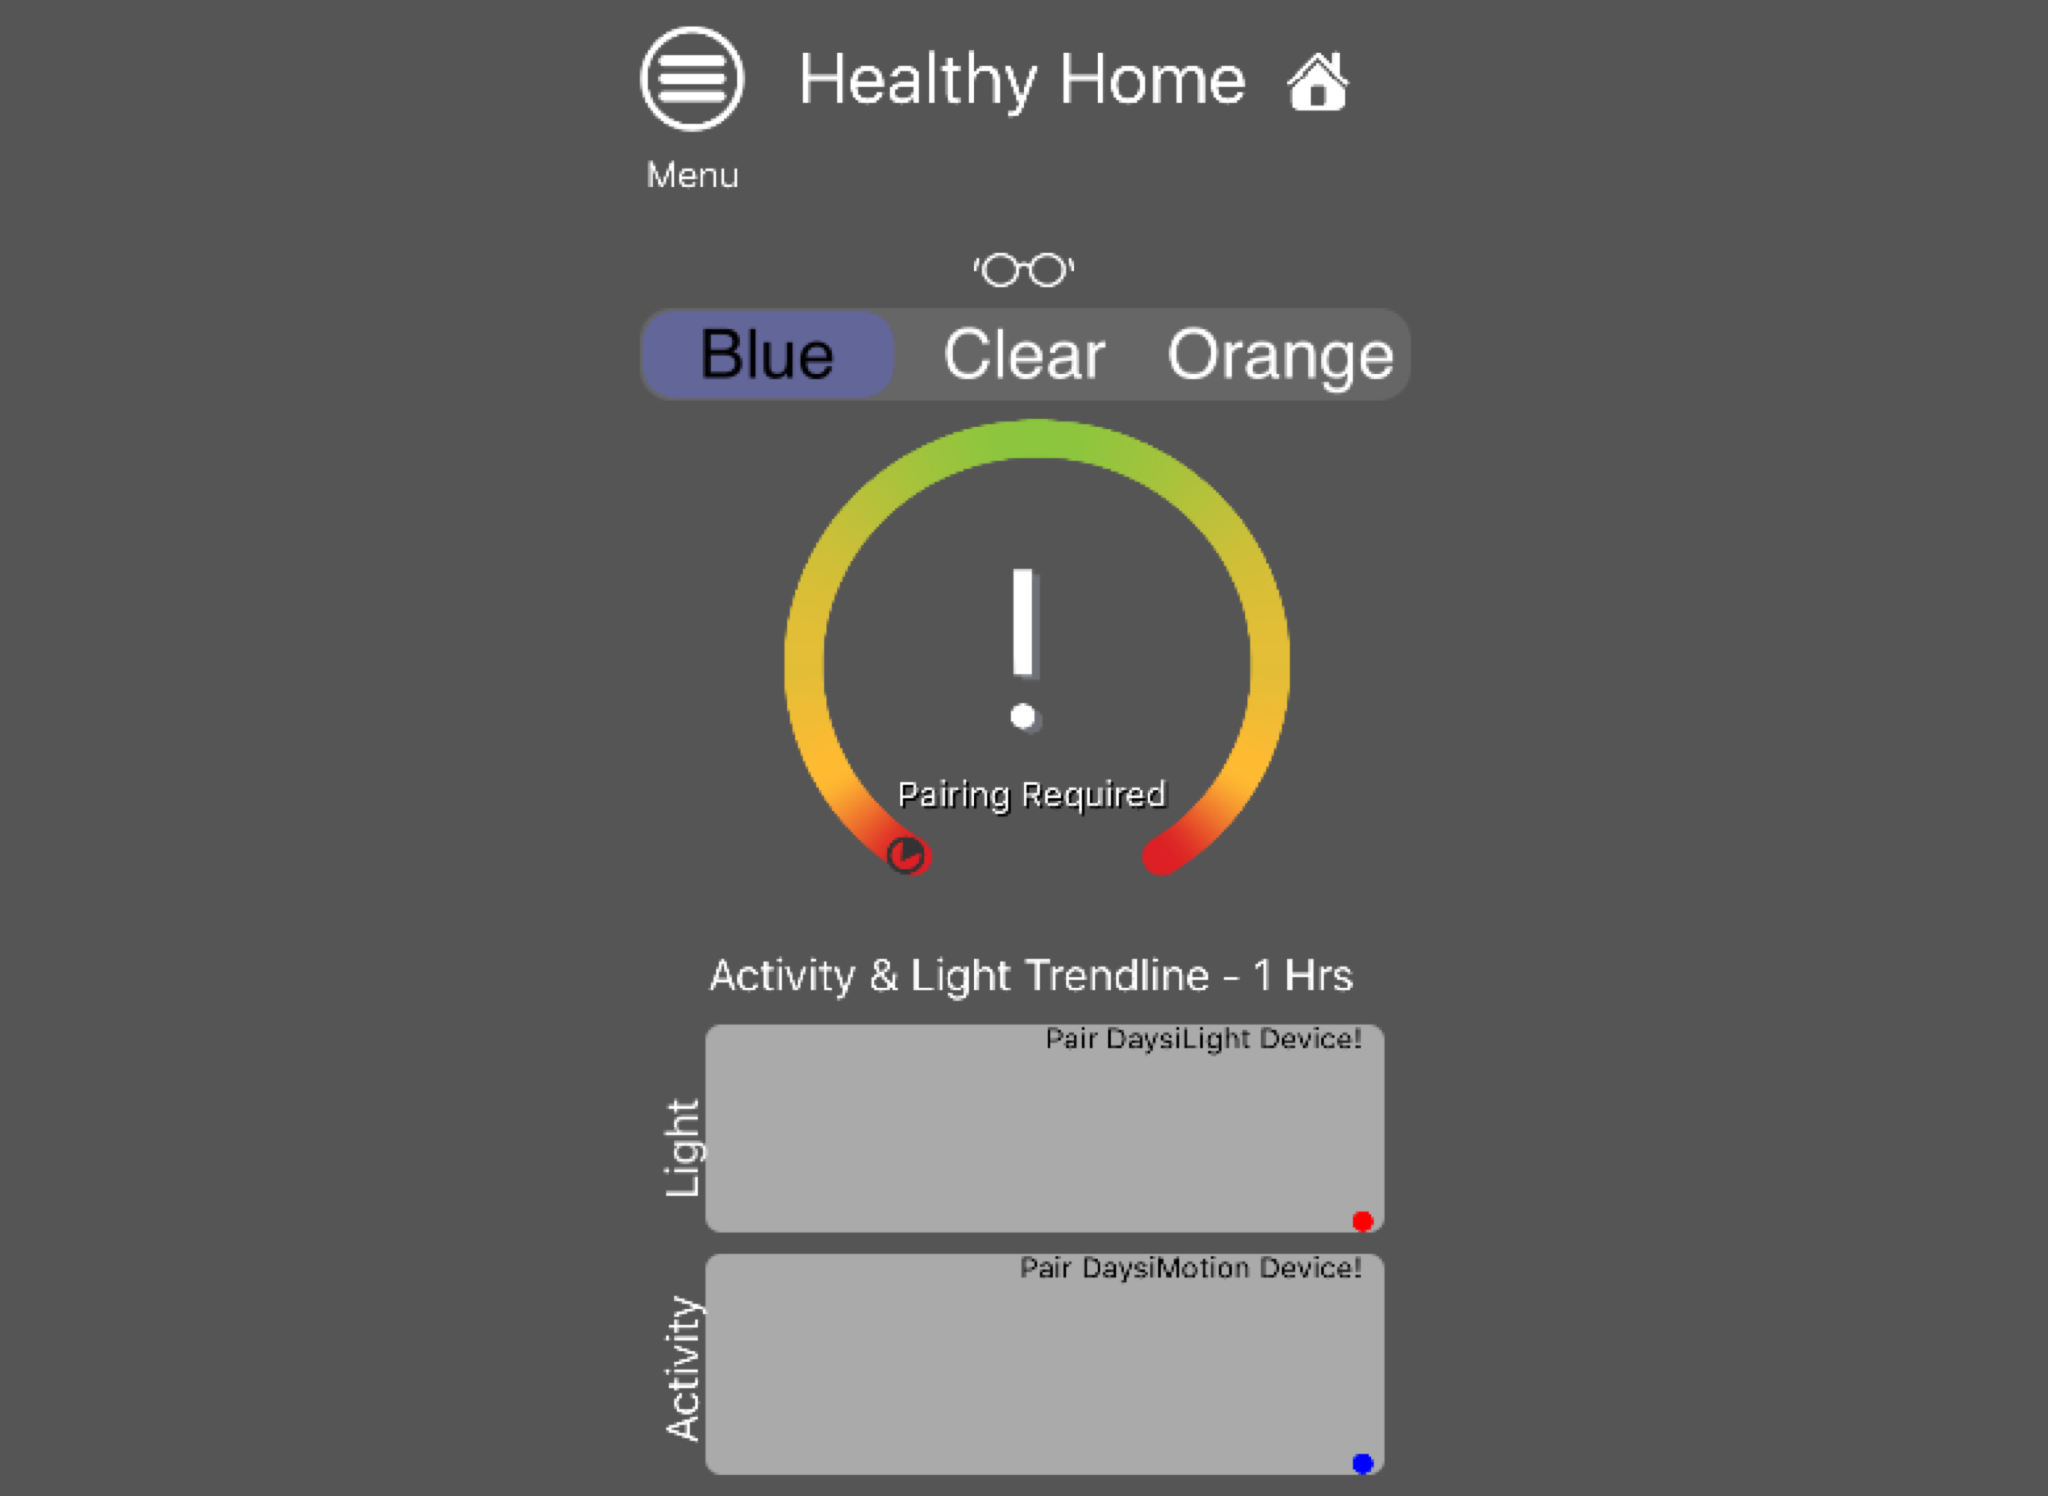 Healthy Home
Menu
Blue Clear Orange
!
Pairing Required
Activity & Light Trendline - 1 Hrs
Pair DaysiLight Device!
Light
Pair DaysiMotion Device!
Activity